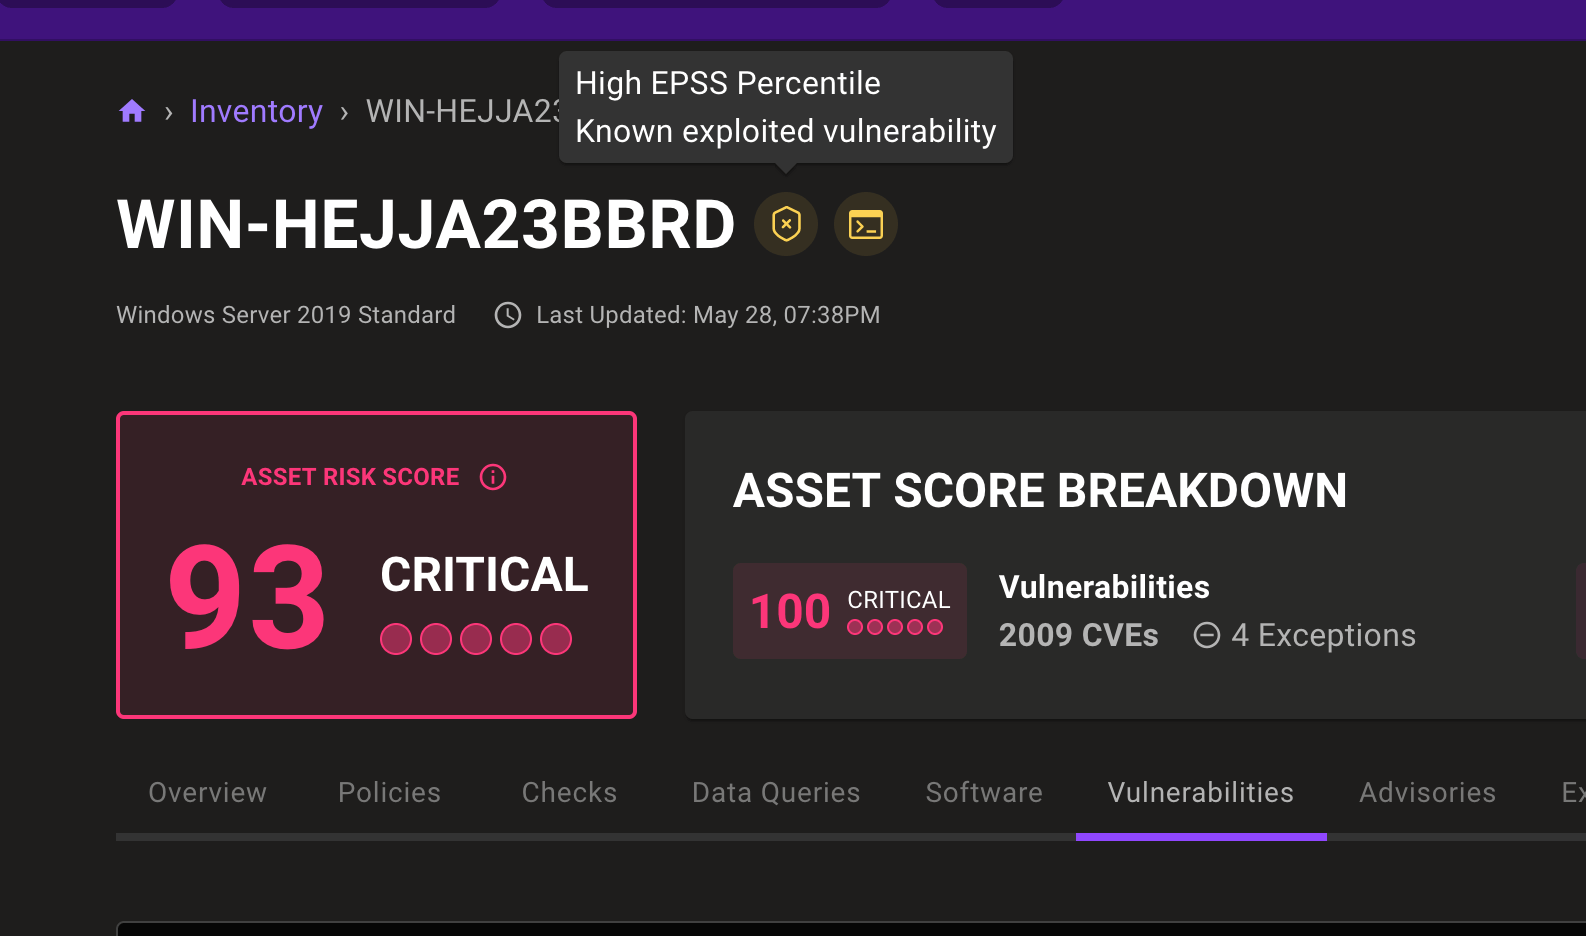 High EPSS Percentile
Known exploited vulnerability
Inventory › WIN-HEJJA23
WIN-HEJJA23BBRD
Windows Server 2019 Standard Last Updated: May 28, 07:38PM
ASSET RISK SCORE
93 CRITICAL
ASSET SCORE BREAKDOWN
100 CRITICAL
Vulnerabilities
2009 CVEs 4 Exceptions
Overview Policies Checks Data Queries Software Vulnerabilities Advisories Ex